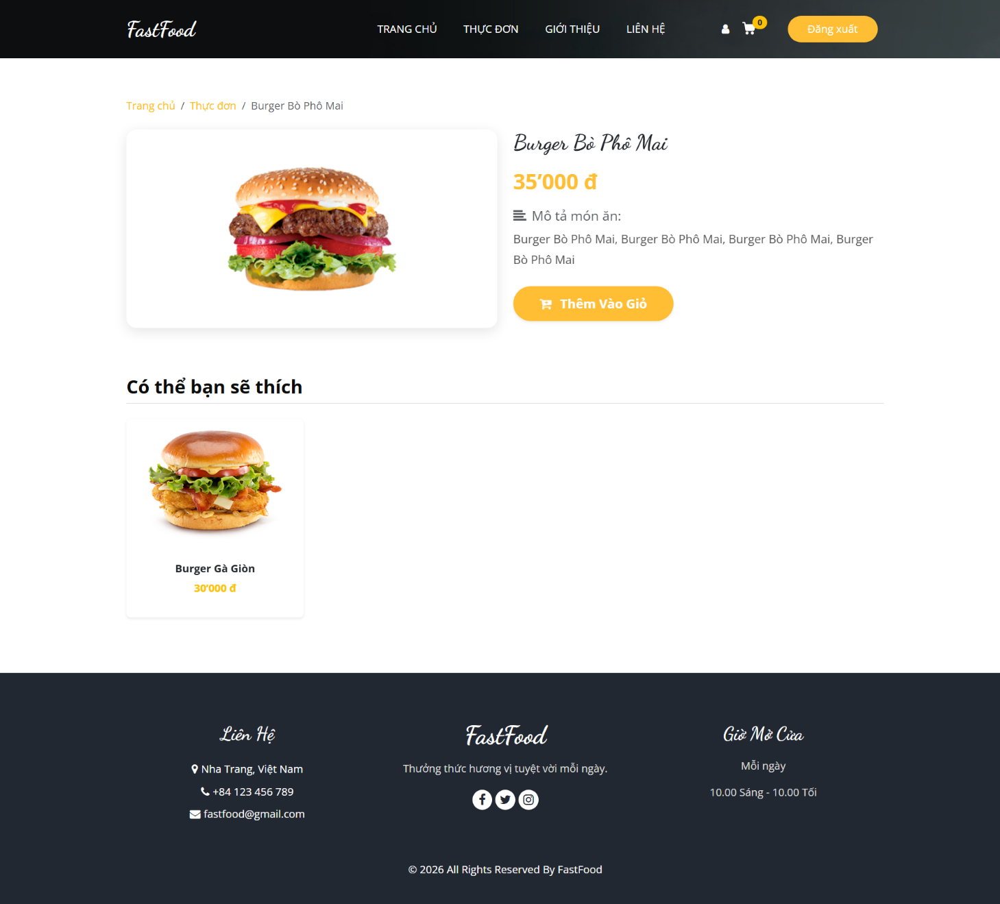 FastFood
TRANG CHỦ THỰC ĐƠN GIỚI THIỆU LIÊN HỆ 0 Đăng xuất
Trang chủ / Thực đơn / Burger Bò Phô Mai
Burger Bò Phô Mai
35’000 đ
Mô tả món ăn:
Burger Bò Phô Mai, Burger Bò Phô Mai, Burger Bò Phô Mai, Burger
Bò Phô Mai
Thêm Vào Giỏ
Có thể bạn sẽ thích
Burger Gà Giòn
30’000 đ
Liên Hệ
Nha Trang, Việt Nam
+84 123 456 789
fastfood@gmail.com
FastFood
Thưởng thức hương vị tuyệt vời mỗi ngày.
Giờ Mở Cửa
Mỗi ngày
10.00 Sáng - 10.00 Tối
© 2026 All Rights Reserved By FastFood